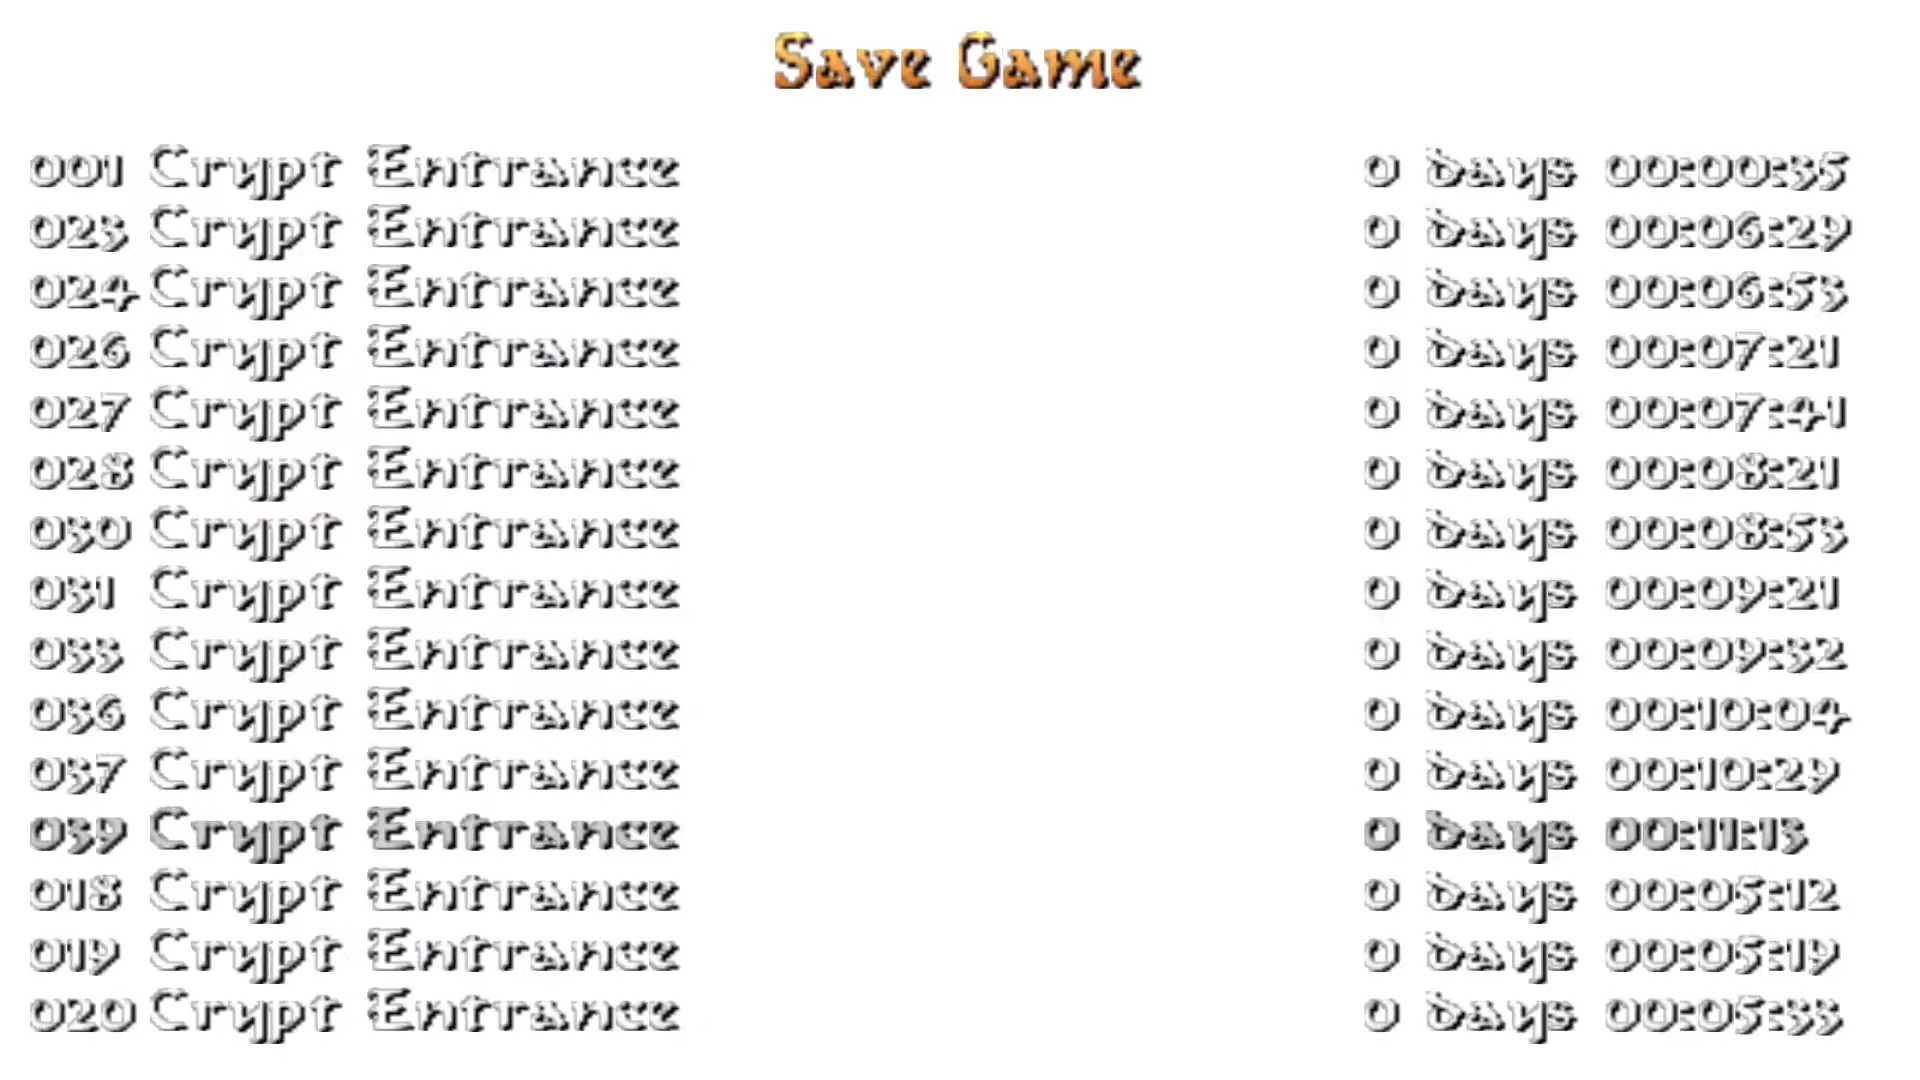 Save Game
001 Crypt Entrance 0 days 00:00:35
023 Crypt Entrance 0 days 00:06:29
024 Crypt Entrance 0 days 00:06:53
026 Crypt Entrance 0 days 00:07:21
027 Crypt Entrance 0 days 00:07:41
028 Crypt Entrance 0 days 00:08:21
030 Crypt Entrance 0 days 00:08:53
031 Crypt Entrance 0 days 00:09:21
033 Crypt Entrance 0 days 00:09:32
036 Crypt Entrance 0 days 00:10:04
037 Crypt Entrance 0 days 00:10:29
039 Crypt Entrance 0 days 00:11:13
018 Crypt Entrance 0 days 00:05:12
019 Crypt Entrance 0 days 00:05:19
020 Crypt Entrance 0 days 00:05:33